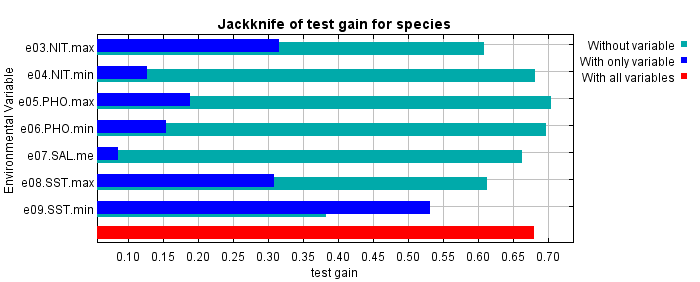 Jackknife of test gain for species
Environmental Variable
e03.NIT.max
e04.NIT.min
e05.PHO.max
e06.PHO.min
e07.SAL.me
e08.SST.max
e09.SST.min
0.10 0.15 0.20 0.25 0.30 0.35 0.40 0.45 0.50 0.55 0.60 0.65 0.70
test gain
Without variable
With only variable
With all variables